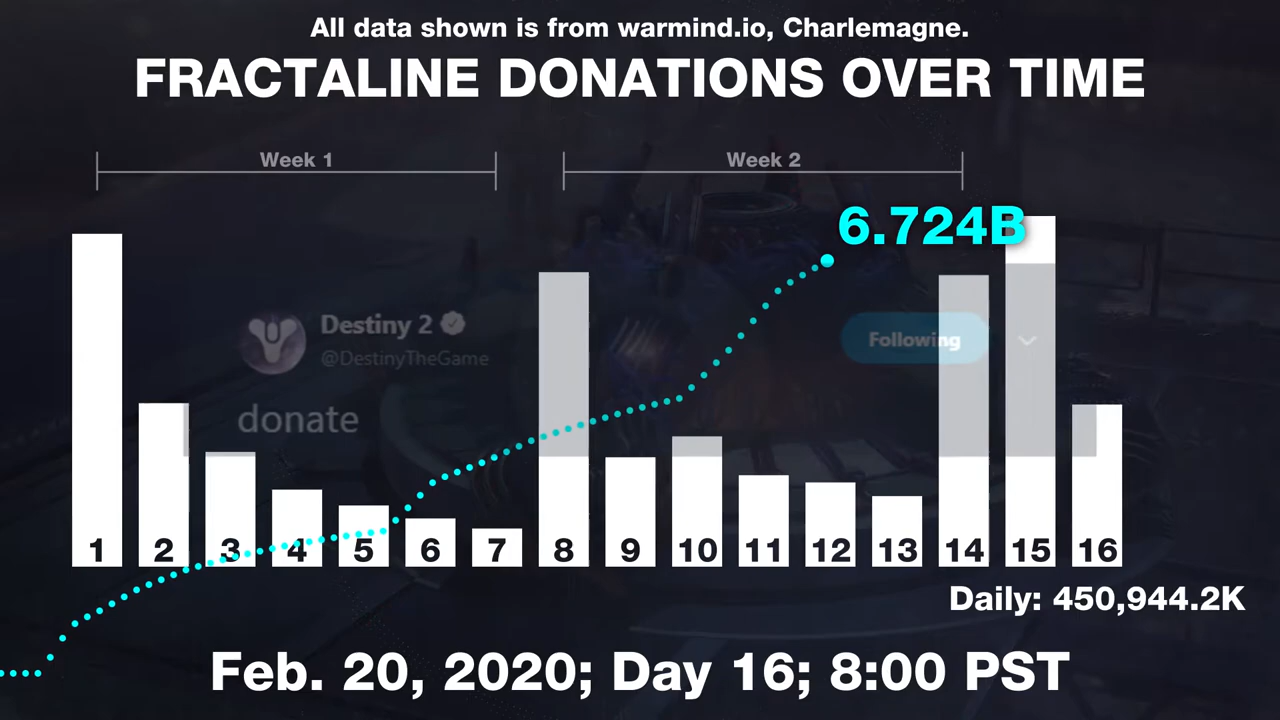 All data shown is from warmind.io, Charlemagne.
FRACTALINE DONATIONS OVER TIME
Week 1
Week 2
6.724B
Destiny 2
@DestinyTheGame
Following
donate
1 2 3 4 5 6 7 8 9 10 11 12 13 14 15 16
Daily: 450,944.2K
Feb. 20, 2020; Day 16; 8:00 PST